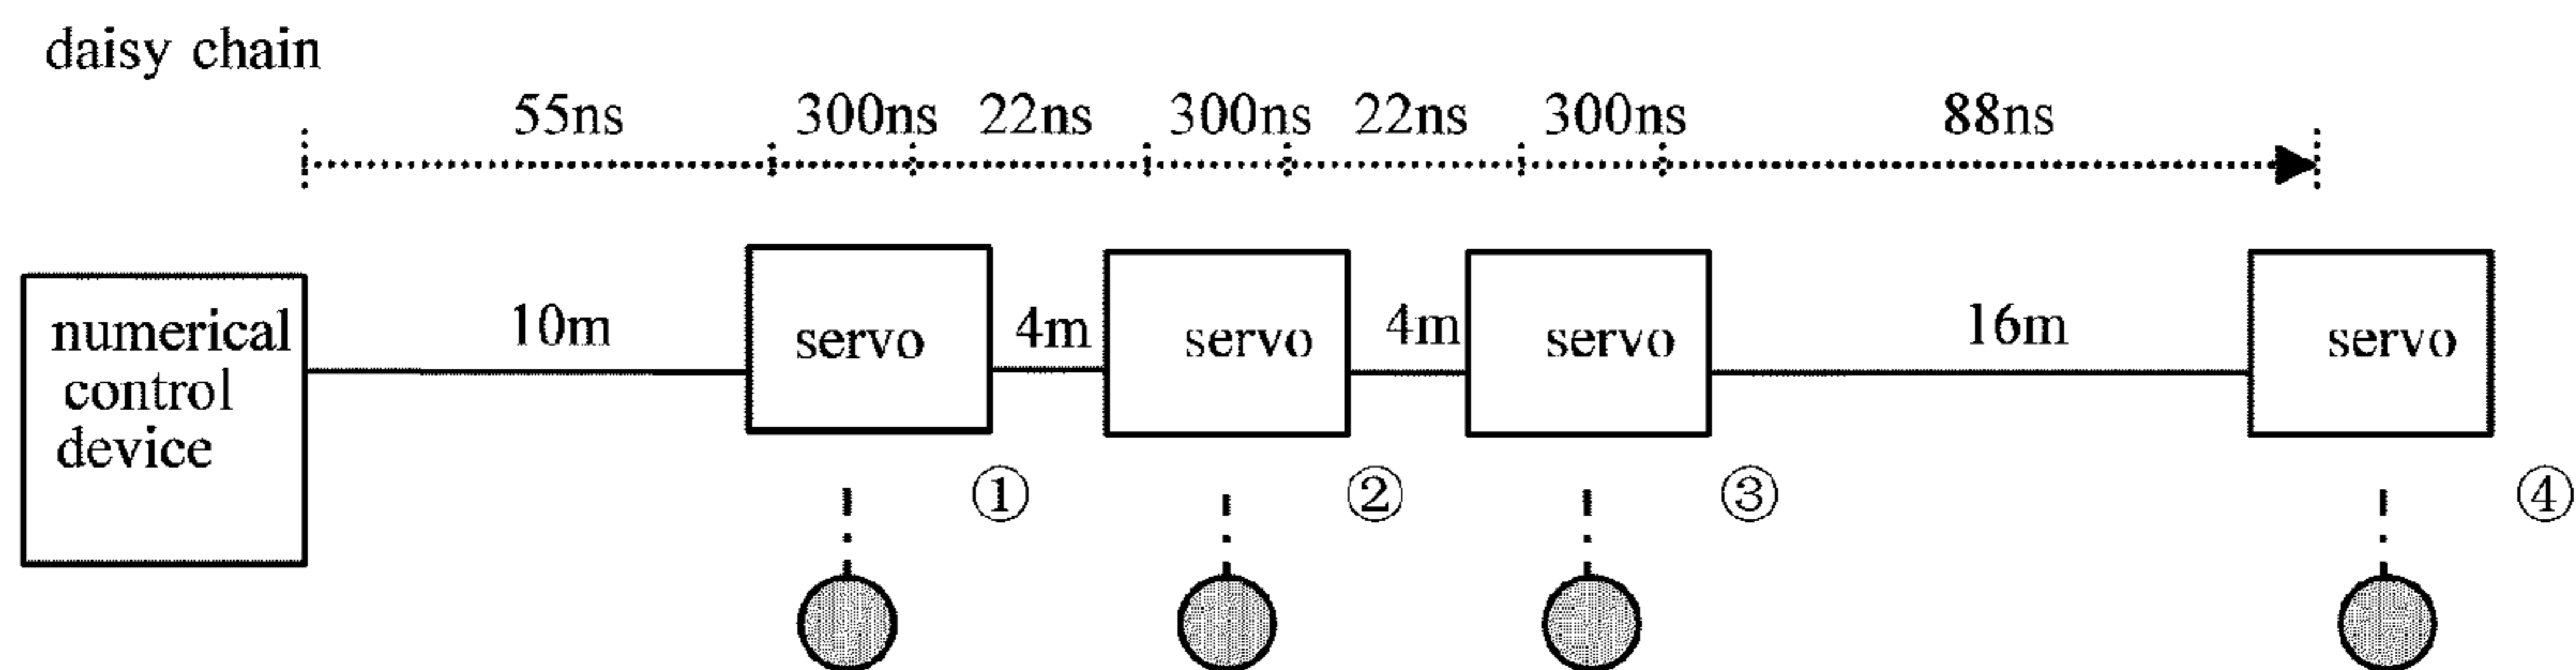 daisy chain
55ns 300ns 22ns 300ns 22ns 300ns 88ns
10m 4m 4m 16m
numerical
control
device
servo servo servo servo
① ② ③ ④